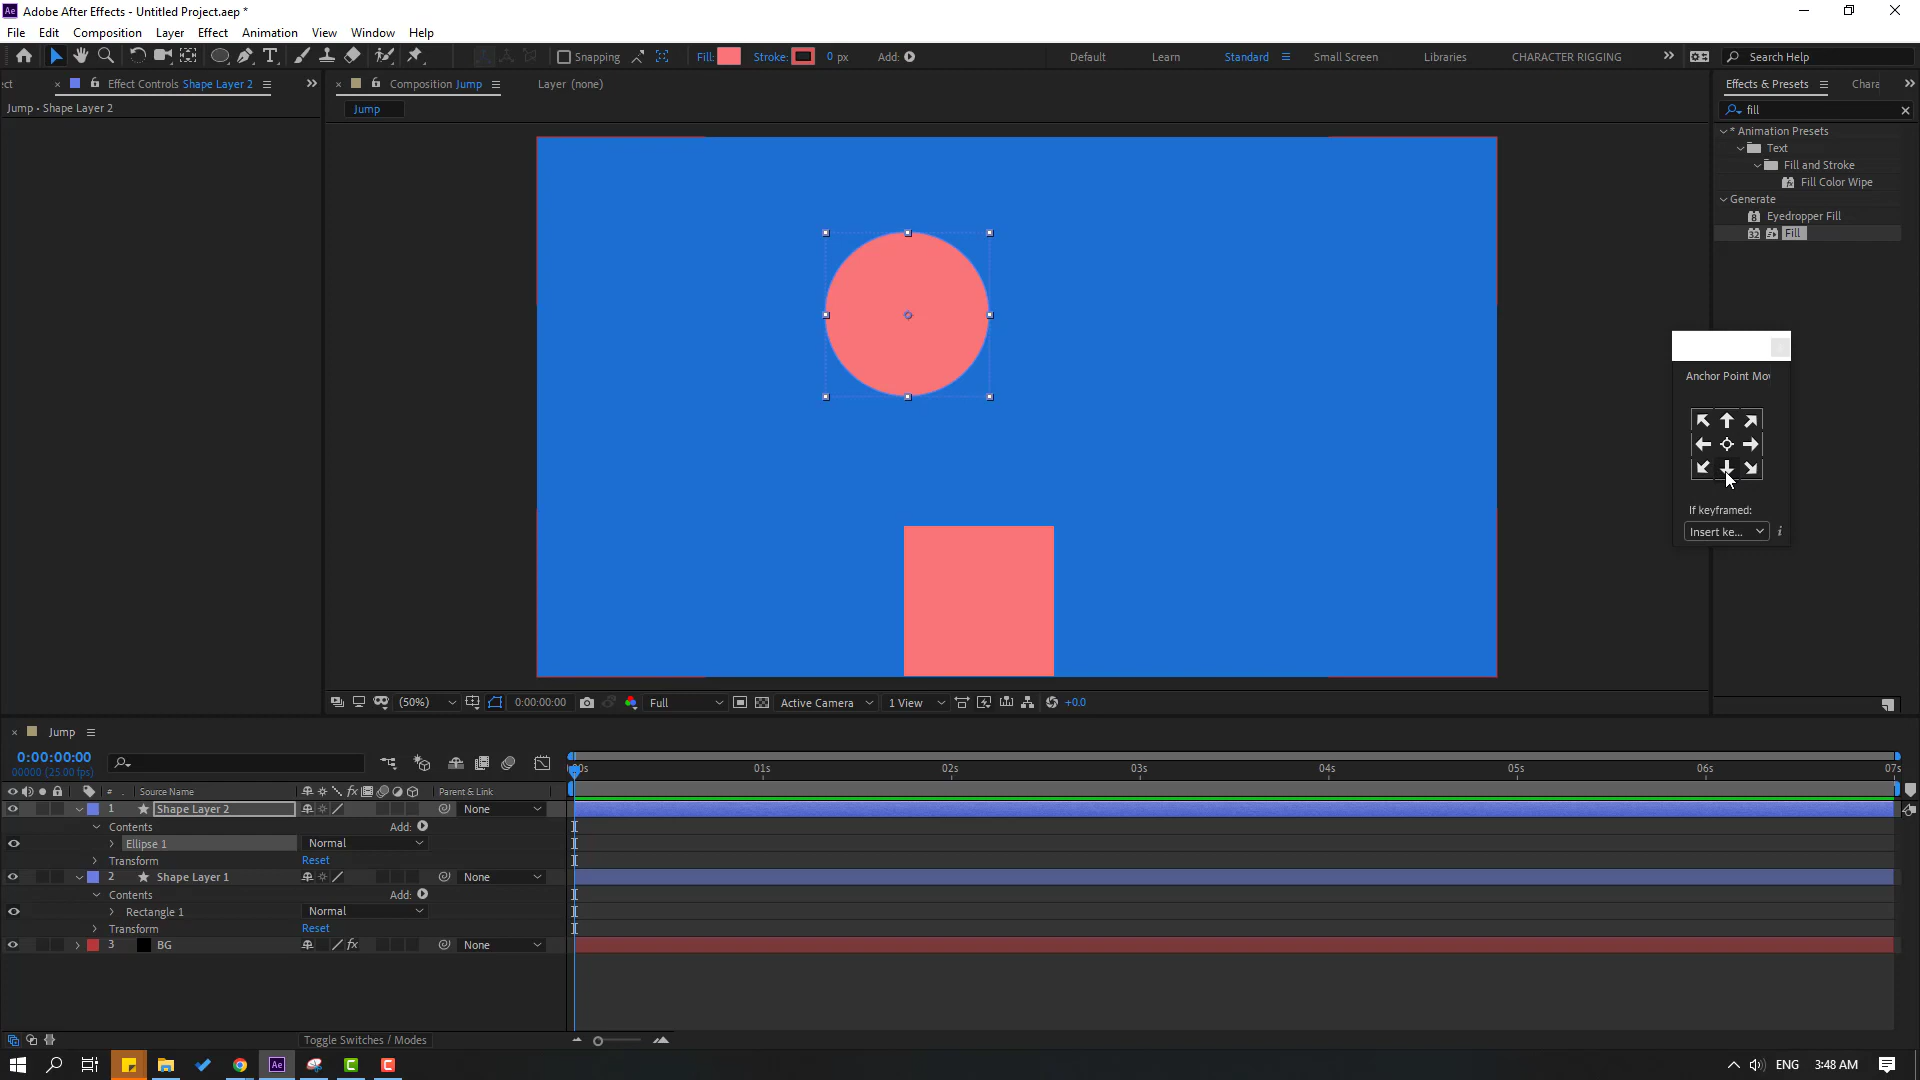 Adobe After Effects - Untitled Project.aep *
File Edit Composition Layer Effect Animation View Window Help
Snapping Fill: Stroke: 0 px Add: Default Learn Standard Small Screen Libraries CHARACTER RIGGING Search Help
ect Effect Controls Shape Layer 2 Composition Jump Layer (none) Effects & Presets Chara
Jump • Shape Layer 2
Jump
fill
* Animation Presets
Text
Fill and Stroke
Fill Color Wipe
Generate
Eyedropper Fill
Fill
Anchor Point Mov
If keyframed:
Insert ke...
(50%) 0:00:00:00 Full Active Camera 1 View +0.0
Jump
0:00:00:00
00000 (25.00 fps)
:00s 01s 02s 03s 04s 05s 06s 07s
# Source Name Parent & Link
1 Shape Layer 2 None
Contents Add:
Ellipse 1 Normal
Transform Reset
2 Shape Layer 1 None
Contents Add:
Rectangle 1 Normal
Transform Reset
3 BG None
Toggle Switches / Modes
ENG 3:48 AM